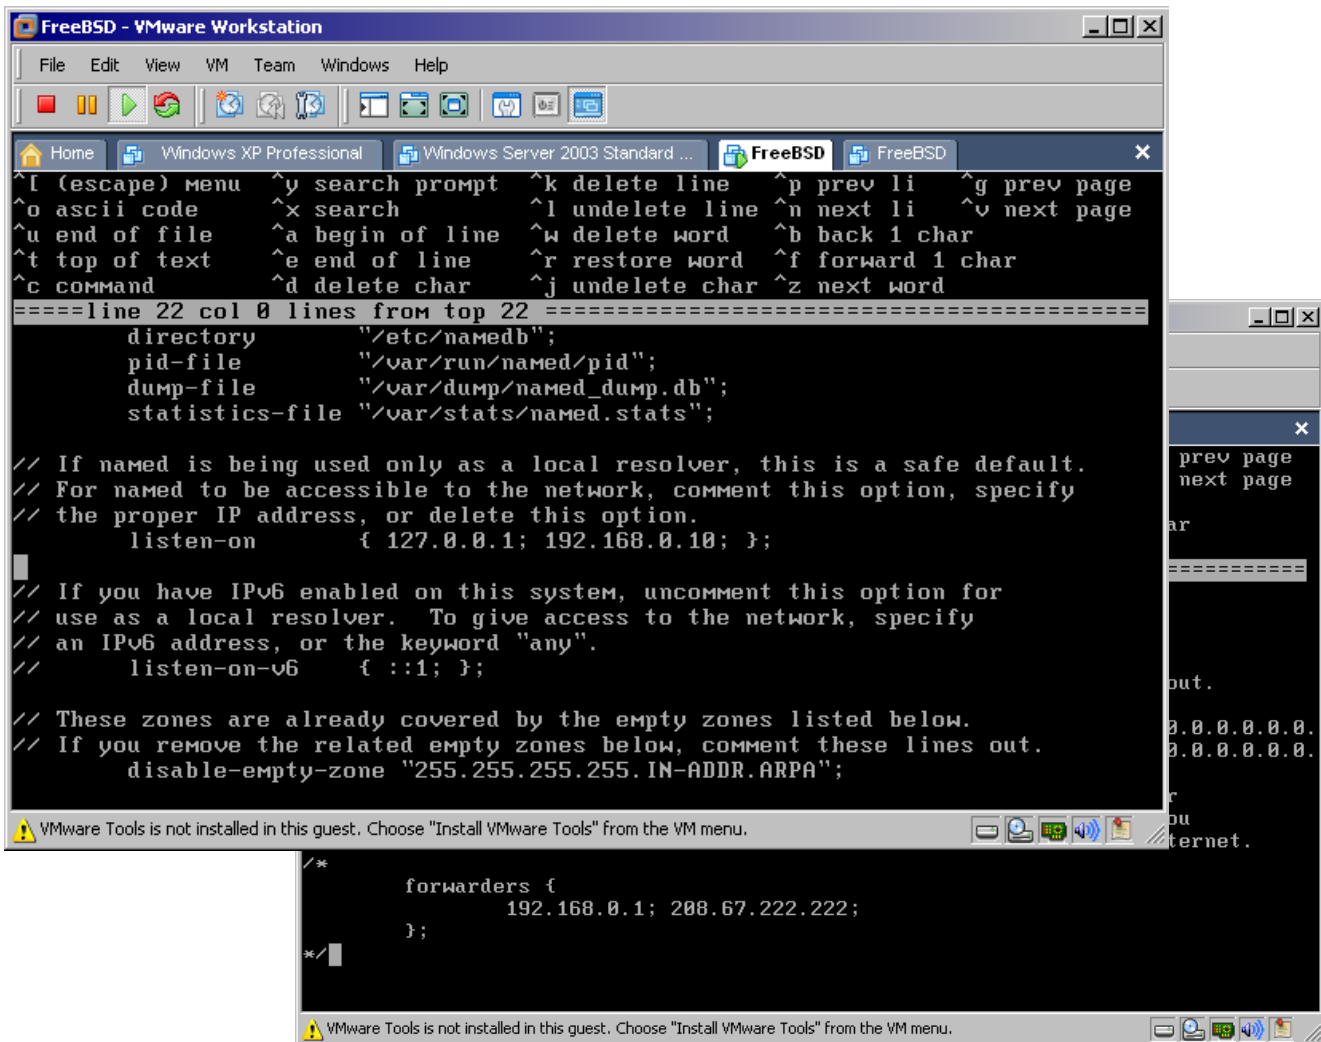 FreeBSD - VMware Workstation
File Edit View VM Team Windows Help
Home Windows XP Professional Windows Server 2003 Standard ... FreeBSD FreeBSD
^[ (escape) menu ^y search prompt ^k delete line ^p prev li ^g prev page
^o ascii code ^x search ^l undelete line ^n next li ^v next page
^u end of file ^a begin of line ^w delete word ^b back 1 char
^t top of text ^e end of line ^r restore word ^f forward 1 char
^c command ^d delete char ^j undelete char ^z next word
=====line 22 col 0 lines from top 22 ==========================================
directory "/etc/namedb";
pid-file "/var/run/named/pid";
dump-file "/var/dump/named_dump.db";
statistics-file "/var/stats/named.stats";
// If named is being used only as a local resolver, this is a safe default.
// For named to be accessible to the network, comment this option, specify
// the proper IP address, or delete this option.
listen-on { 127.0.0.1; 192.168.0.10; };
// If you have IPv6 enabled on this system, uncomment this option for
// use as a local resolver. To give access to the network, specify
// an IPv6 address, or the keyword "any".
// listen-on-v6 { ::1; };
// These zones are already covered by the empty zones listed below.
// If you remove the related empty zones below, comment these lines out.
disable-empty-zone "255.255.255.255.IN-ADDR.ARPA";
VMware Tools is not installed in this guest. Choose "Install VMware Tools" from the VM menu.
prev page
next page
ar
===========
out.
0.0.0.0.0.0.
0.0.0.0.0.0.
r
ou
ternet.
/*
forwarders {
192.168.0.1; 208.67.222.222;
};
*/
VMware Tools is not installed in this guest. Choose "Install VMware Tools" from the VM menu.